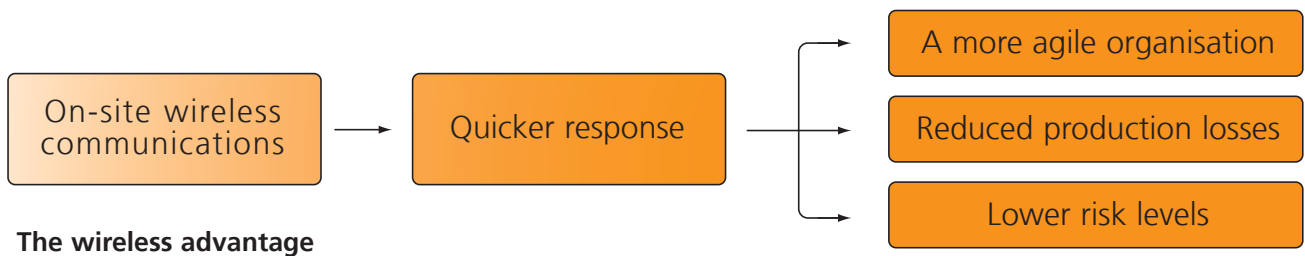 On-site wireless
communications
Quicker response
A more agile organisation
Reduced production losses
Lower risk levels
The wireless advantage